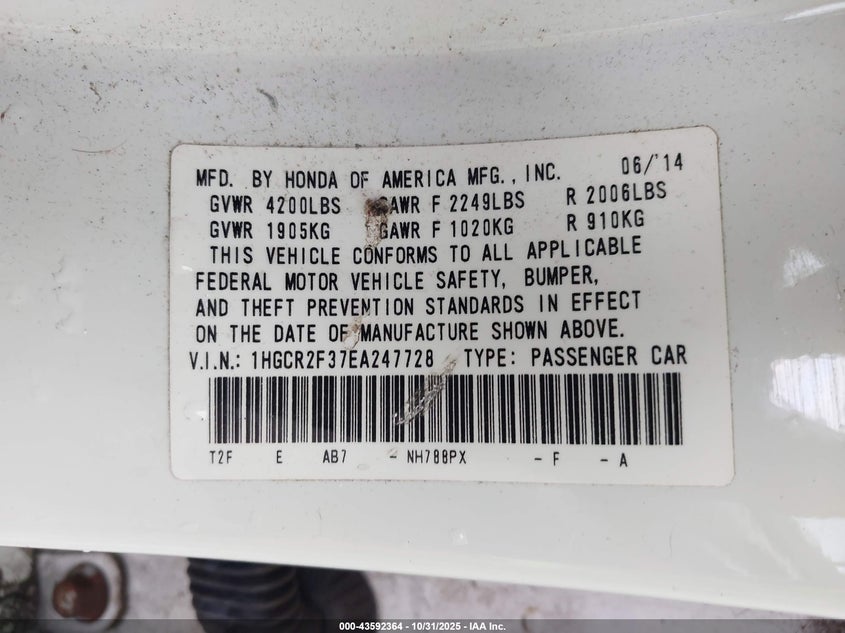 MFD. BY HONDA OF AMERICA MFG., INC. 06/'14
GVWR 4200LBS GAWR F 2249LBS R 2006LBS
GVWR 1905KG GAWR F 1020KG R 910KG
THIS VEHICLE CONFORMS TO ALL APPLICABLE
FEDERAL MOTOR VEHICLE SAFETY, BUMPER,
AND THEFT PREVENTION STANDARDS IN EFFECT
ON THE DATE OF MANUFACTURE SHOWN ABOVE.
V.I.N.: 1HGCR2F37EA247728 TYPE: PASSENGER CAR
T2F E AB7 - NH788PX - F - A
000-43592364 - 10/31/2025 - IAA Inc.